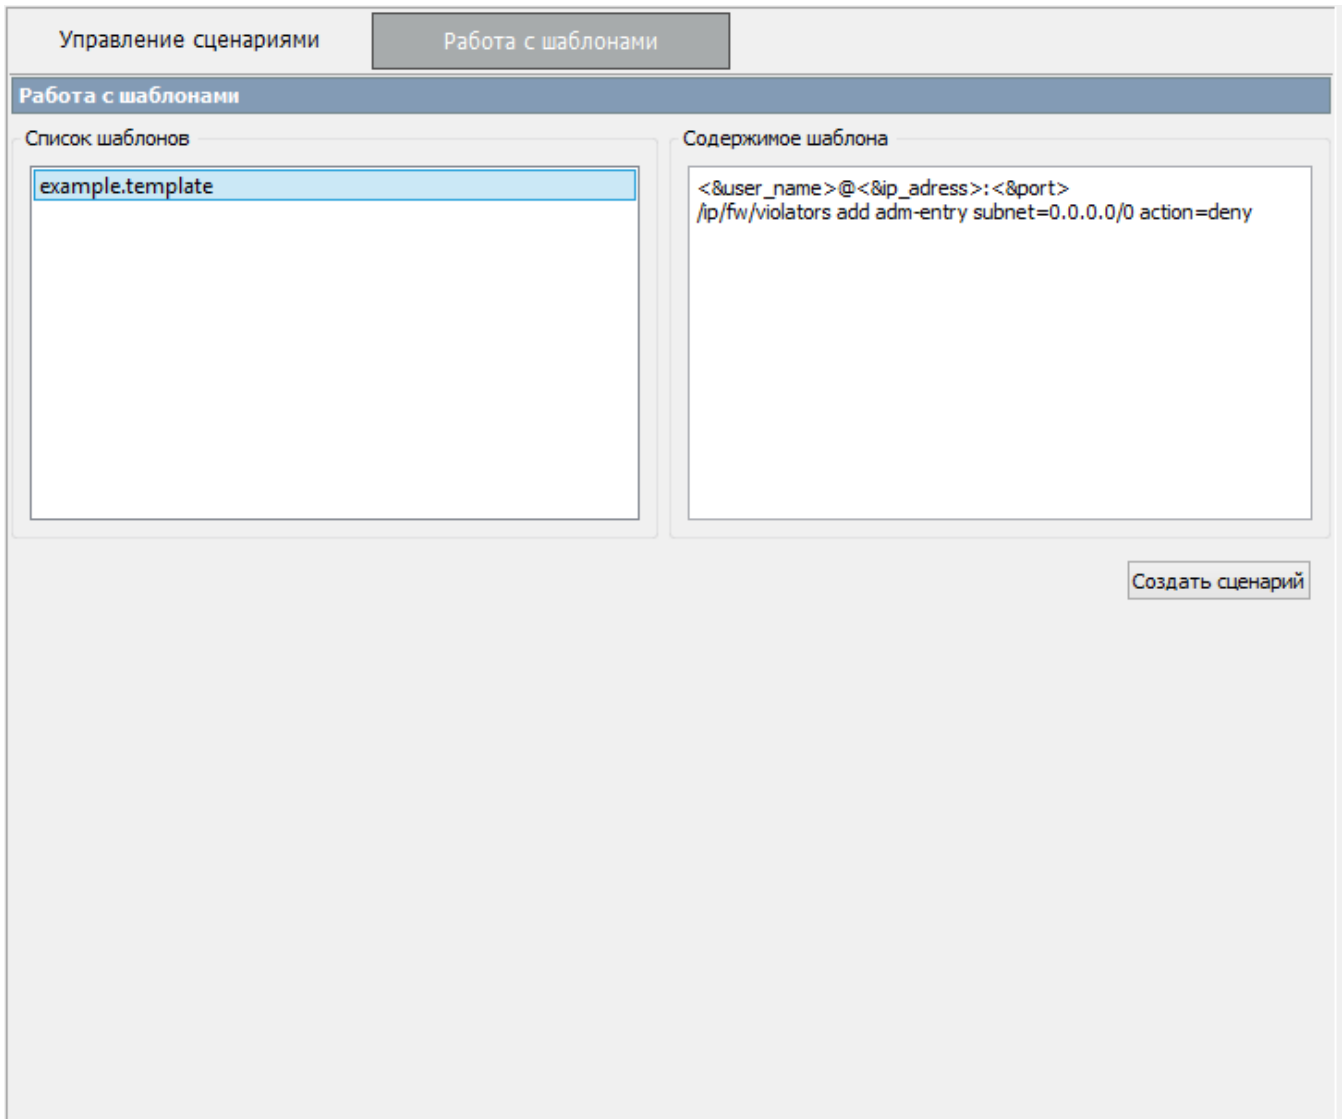 Управление сценариями
Работа с шаблонами
Работа с шаблонами
Список шаблонов
Содержимое шаблона
example.template
<&user_name>@<&ip_adress>:<&port>
/ip/fw/violators add adm-entry subnet=0.0.0.0/0 action=deny
Создать сценарий